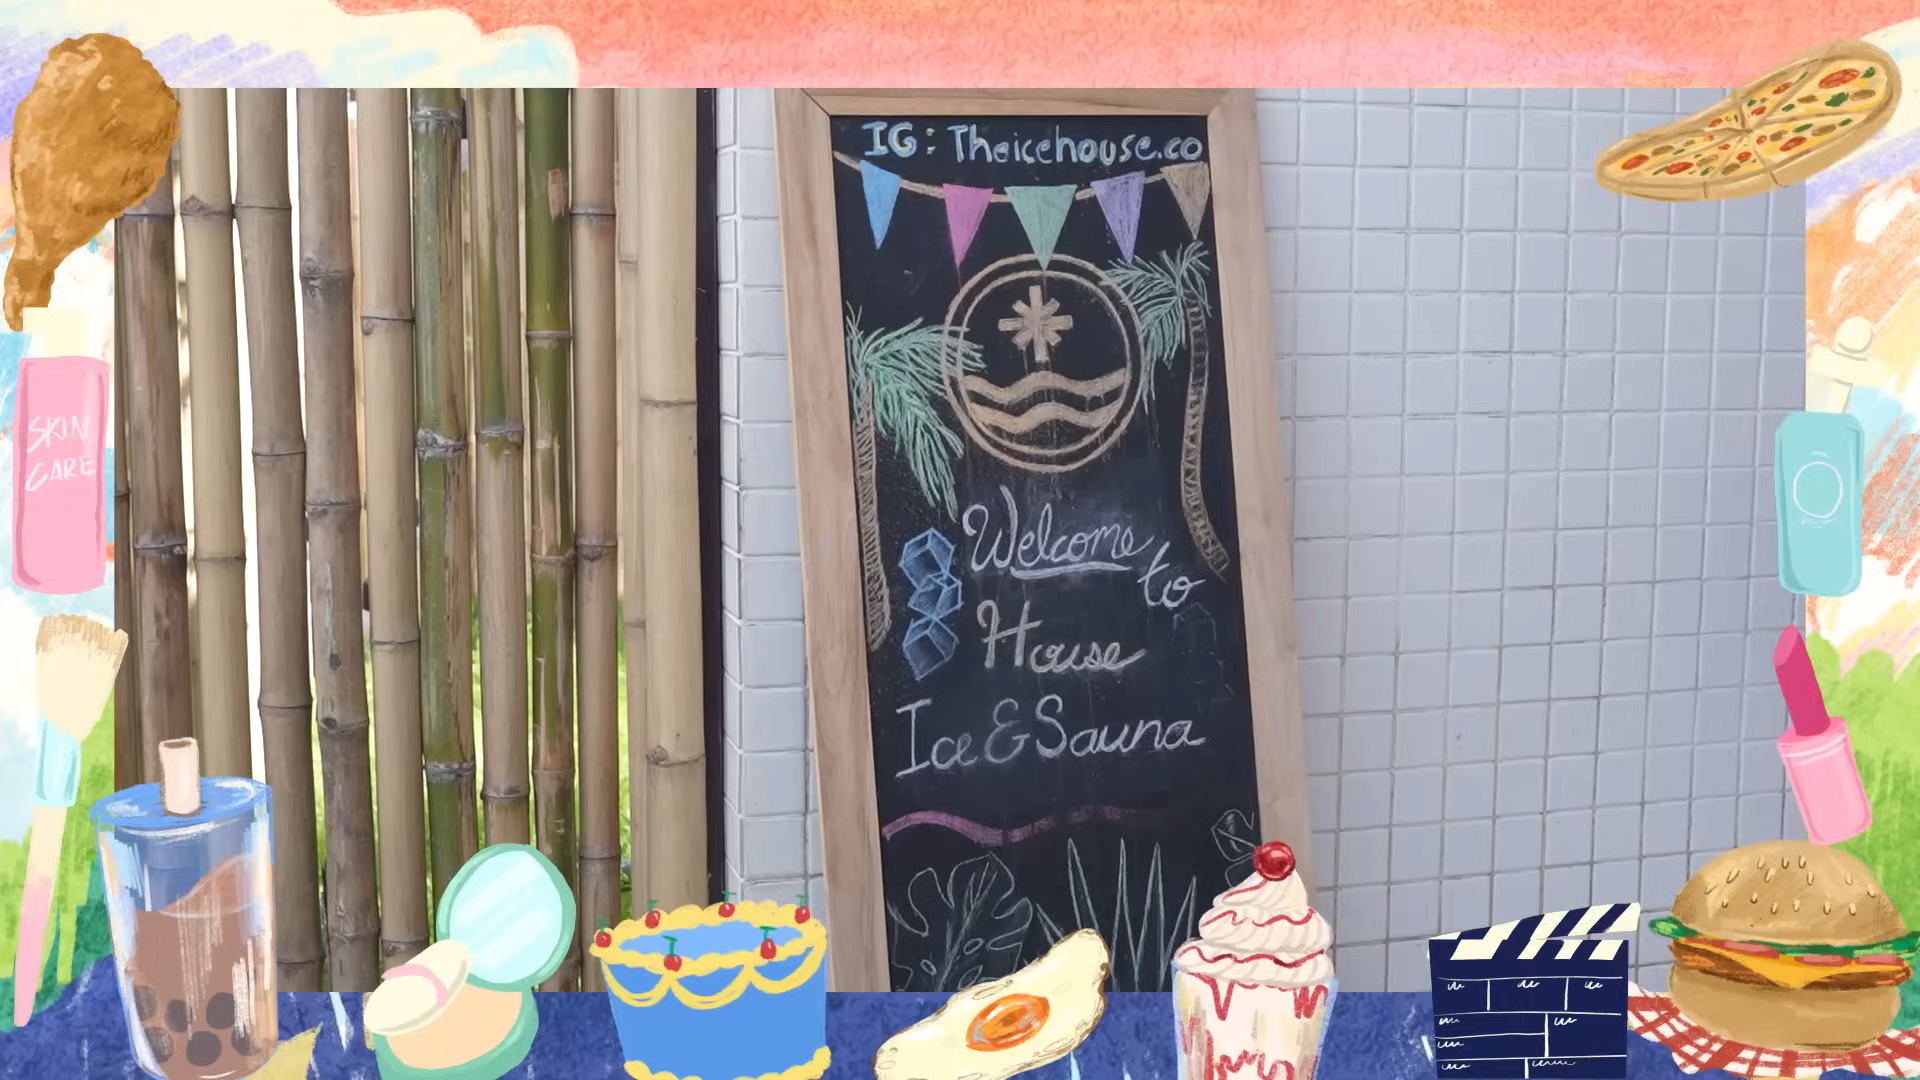 IG: Theicehouse.co
Welcome
to
House
Ice & Sauna
SKIN
CARE